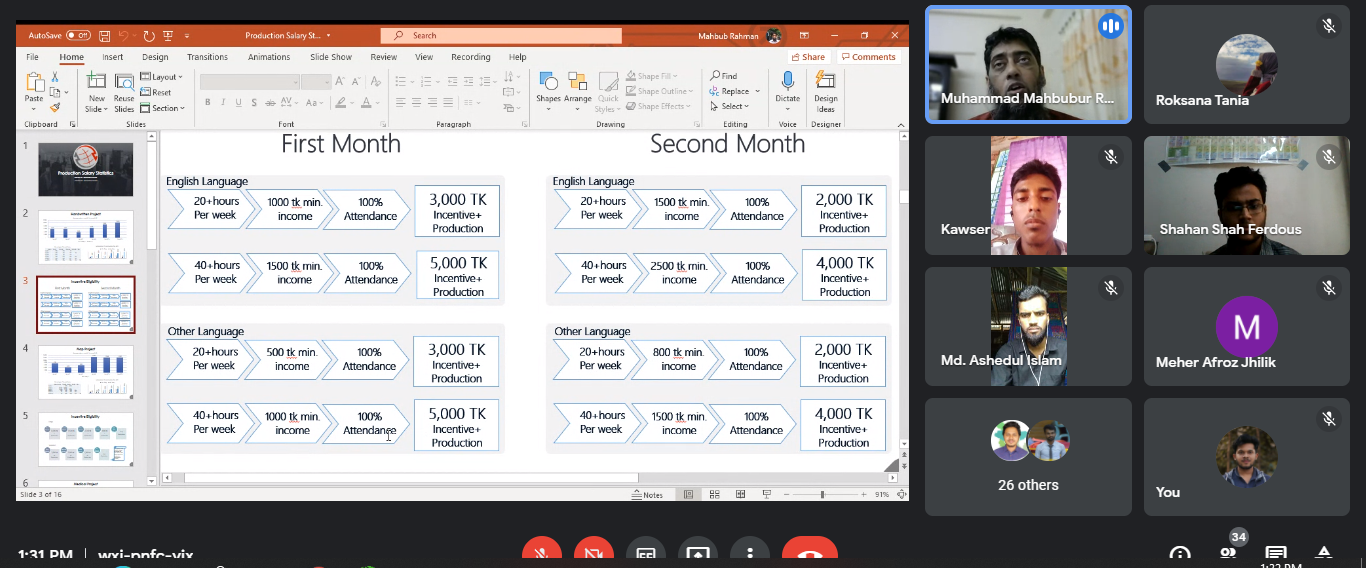 AutoSave Off
Production Salary St...
Search
Mahbub Rahman
File Home Insert Design Transitions Animations Slide Show Review View Recording Help
Share Comments
Paste
New Slide
Reuse Slides
Layout
Reset
Section
Shapes Arrange
Quick Styles
Shape Fill
Shape Outline
Shape Effects
Find
Replace
Select
Dictate
Design Ideas
Clipboard Slides Font Paragraph Drawing Editing Voice Designer
1
Production Salary Statistics
2
3
4
5
6
First Month
English Language
20+hours
Per week
1000 tk min.
income
100%
Attendance
3,000 TK
Incentive+
Production
40+hours
Per week
1500 tk min.
income
100%
Attendance
5,000 TK
Incentive+
Production
Other Language
20+hours
Per week
500 tk min.
income
100%
Attendance
3,000 TK
Incentive+
Production
40+hours
Per week
1000 tk min.
income
100%
Attendance
5,000 TK
Incentive+
Production
Second Month
English Language
20+hours
Per week
1500 tk min.
income
100%
Attendance
2,000 TK
Incentive+
Production
40+hours
Per week
2500 tk min.
income
100%
Attendance
4,000 TK
Incentive+
Production
Other Language
20+hours
Per week
800 tk min.
income
100%
Attendance
2,000 TK
Incentive+
Production
40+hours
Per week
1500 tk min.
income
100%
Attendance
4,000 TK
Incentive+
Production
Slide 3 of 16
Notes
91%
Muhammad Mahbubur R...
Roksana Tania
Kawser
Shahan Shah Ferdous
Md. Ashedul Islam
M
Meher Afroz Jhilik
26 others
You
1:31 PM | wxj-pnfc-vix
34